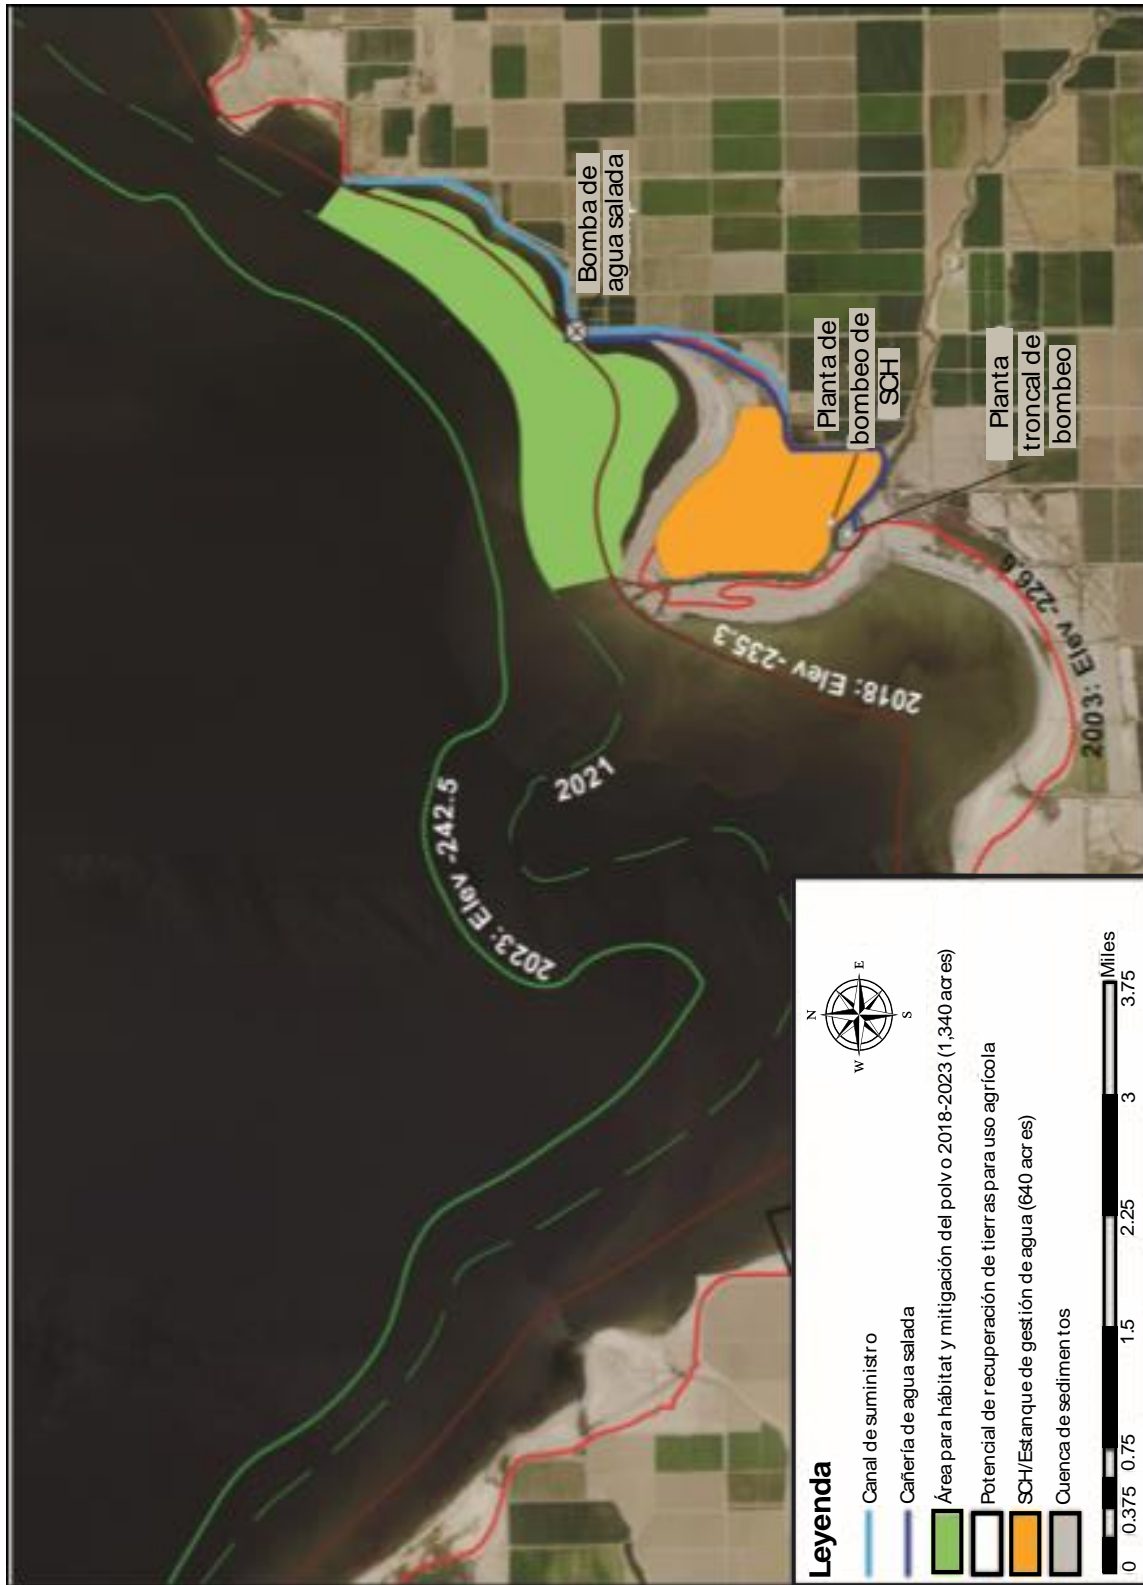 Bomba de
agua salada
Planta de
bombeo de
SCH
Planta
troncal de
bombeo
2018: Elev -235.3
2003: Elev -226.6
2021
2023: Elev -242.5
Leyenda
Canal de suministro
Cañería de agua salada
Área para hábitat y mitigación del polvo 2018-2023 (1,340 acres)
Potencial de recuperación de tierras para uso agrícola
SCH/Estanque de gestión de agua (640 acres)
Cuenca de sedimentos
N
W
E
S
0 0.375 0.75 1.5 2.25 3 3.75
Miles